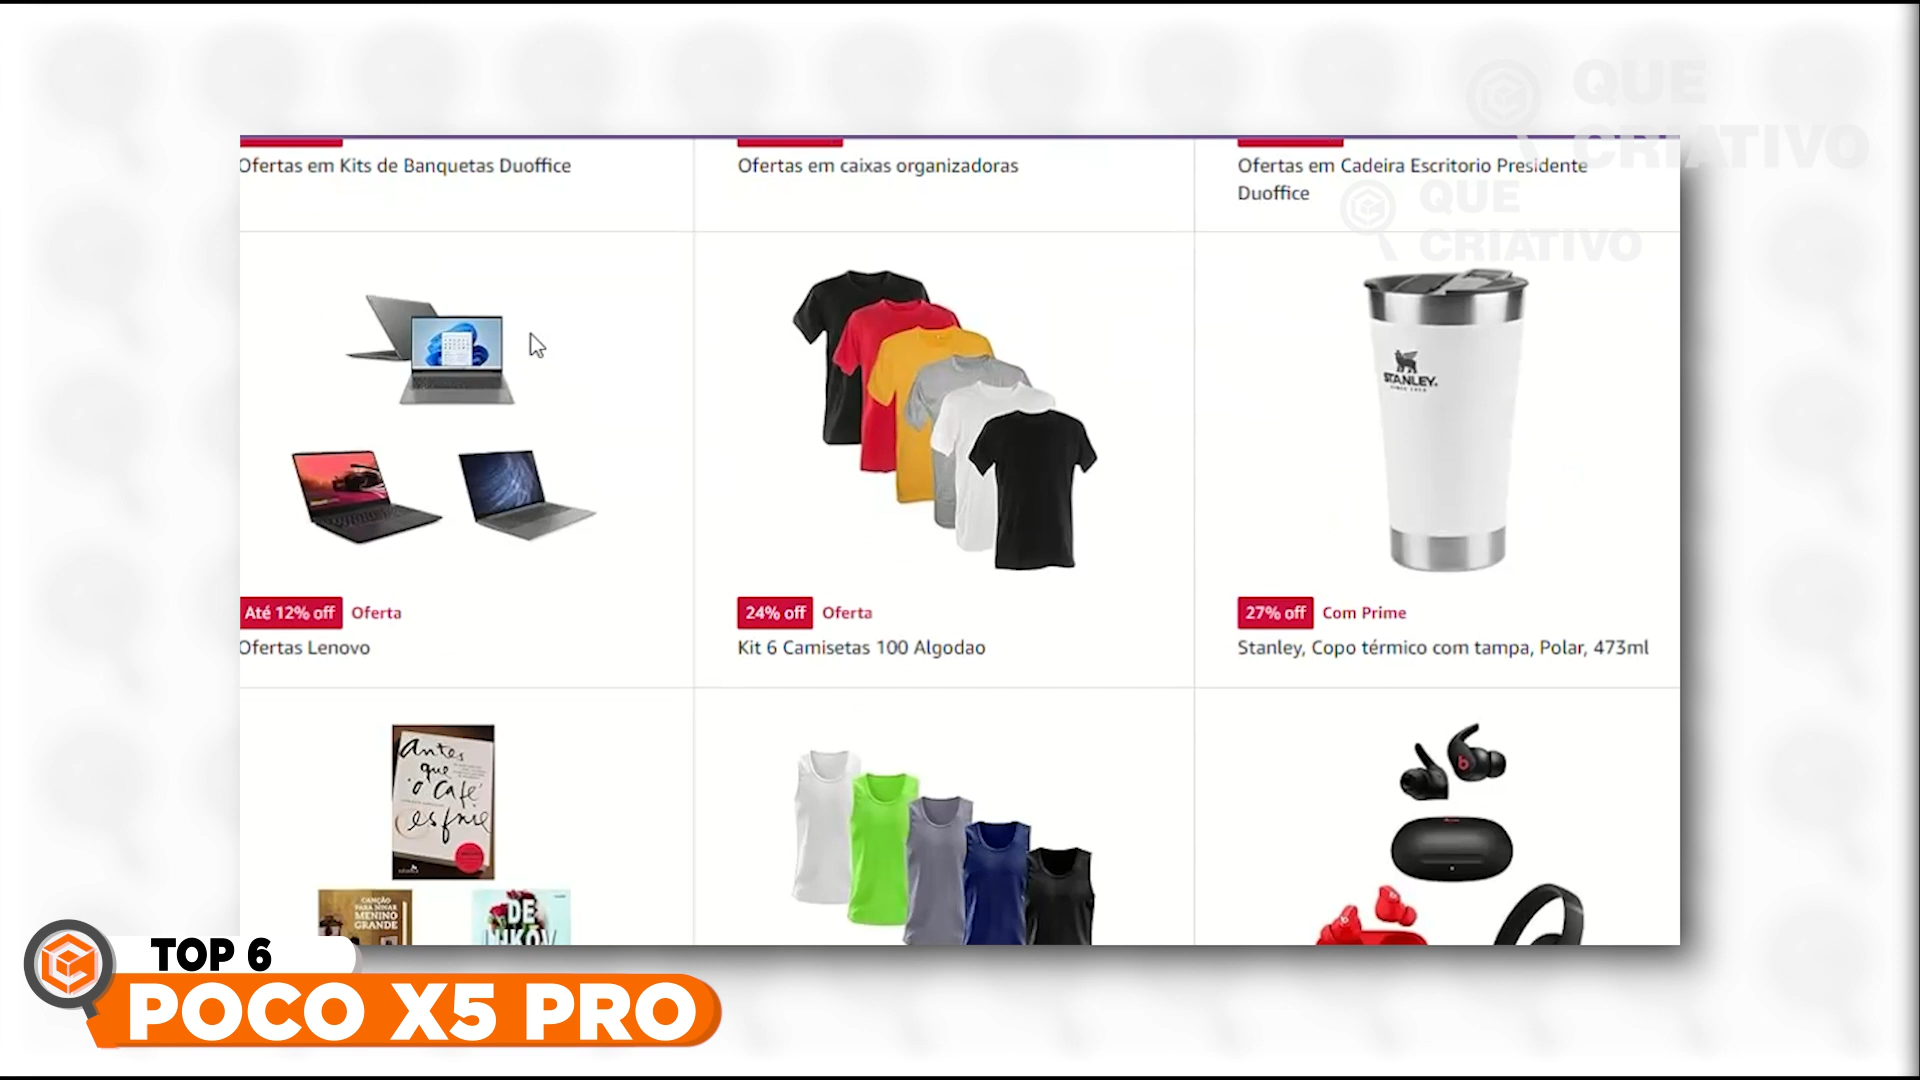 QUE
CRIATIVO
Ofertas em Kits de Banquetas Duoffice
Ofertas em caixas organizadoras
Ofertas em Cadeira Escritorio Presidente
Duoffice
QUE
CRIATIVO
STANLEY
Até 12% off Oferta
Ofertas Lenovo
24% off Oferta
Kit 6 Camisetas 100 Algodao
27% off Com Prime
Stanley, Copo térmico com tampa, Polar, 473ml
Antes
que
o café
esfrie
CANÇÃO
PARA NINAR
MENINO
GRANDE
DE
TOP 6
POCO X5 PRO